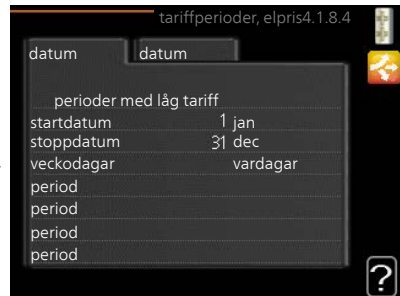 tariffperioder, elpris4.1.8.4
datum datum
perioder med låg tariff
startdatum 1 jan
stoppdatum 31 dec
veckodagar vardagar
period
period
period
period
?